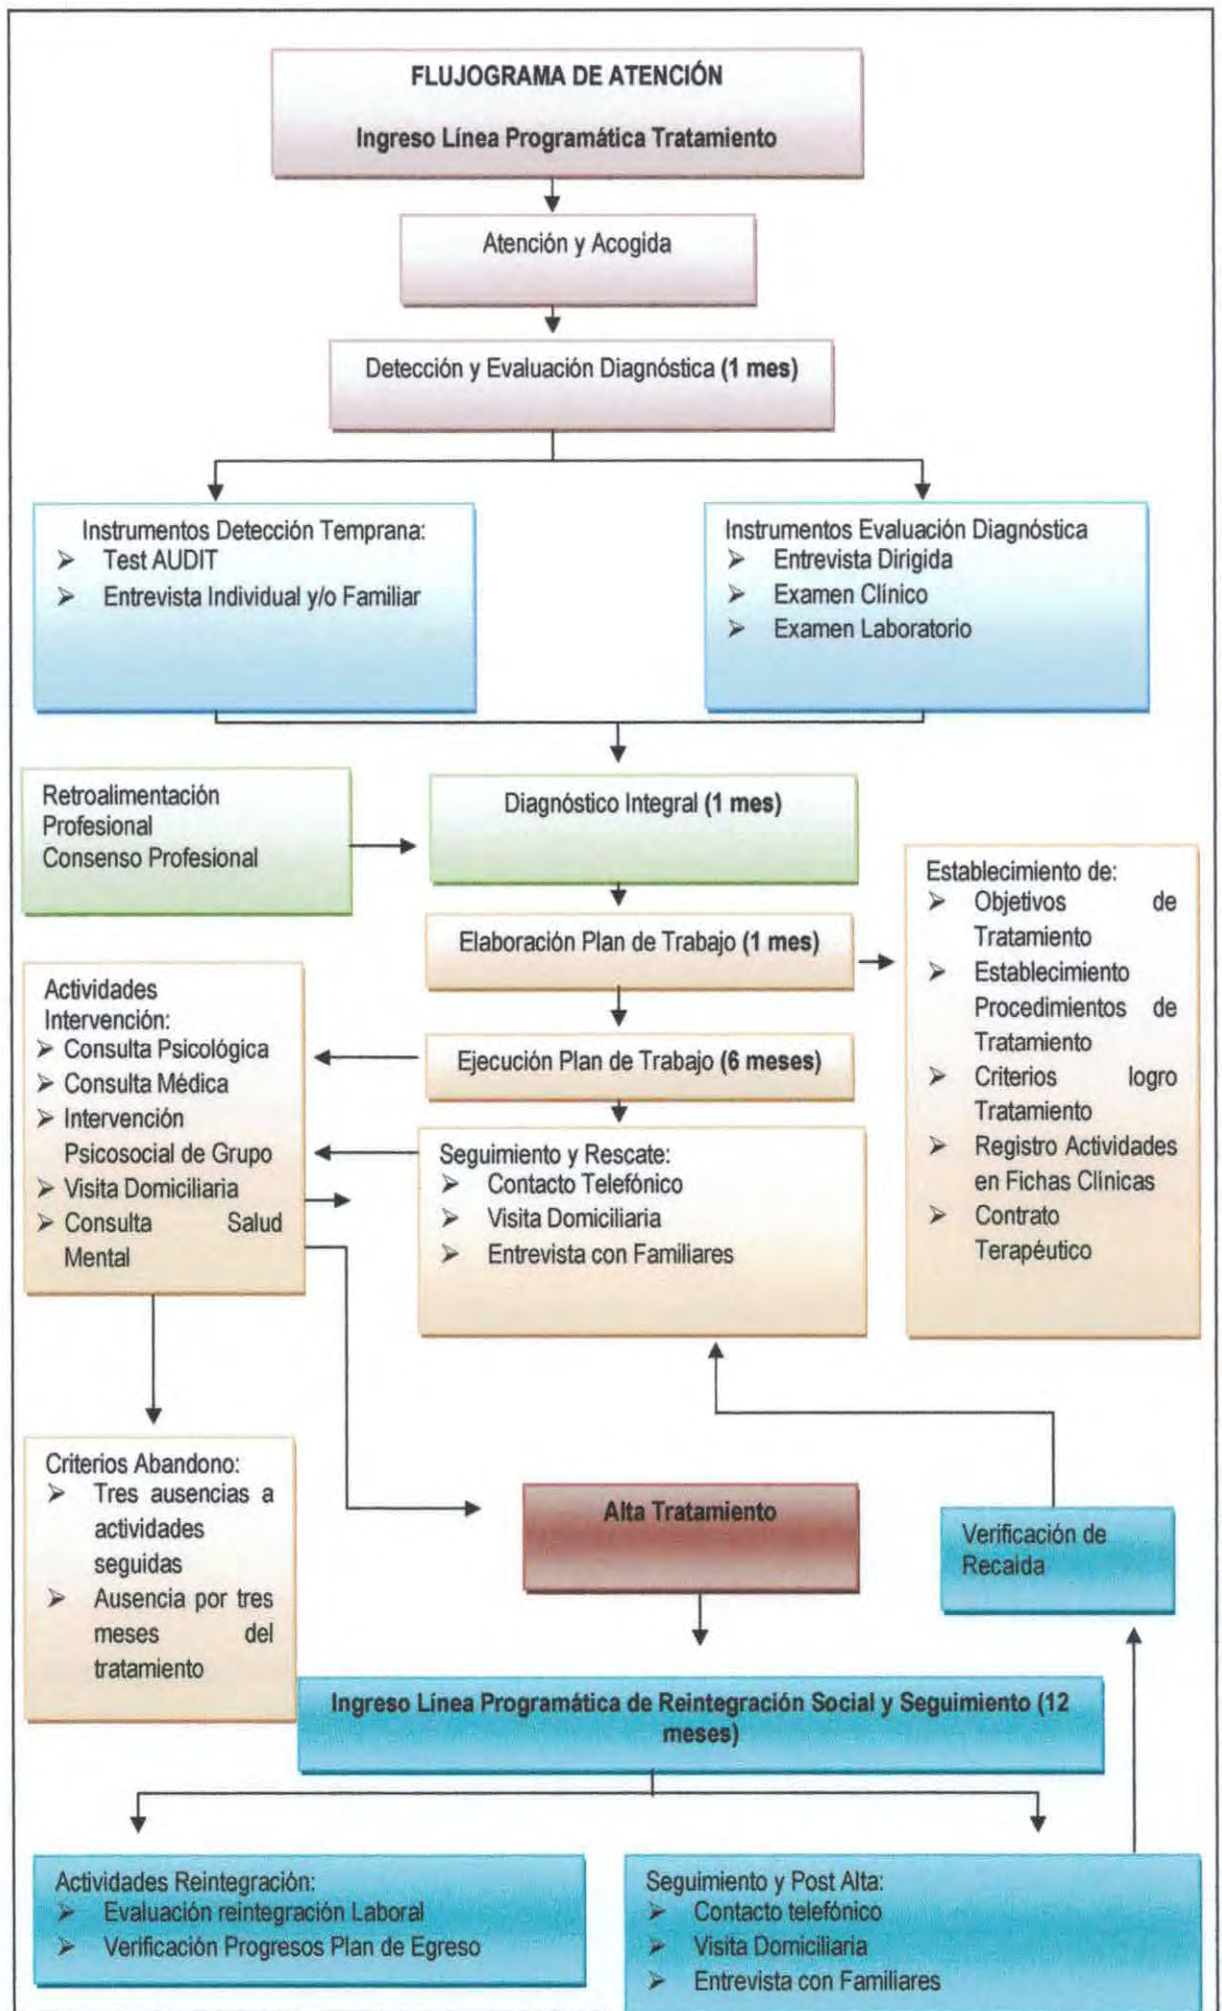 FLUJOGRAMA DE ATENCIÓN
Ingreso Línea Programática Tratamiento
Atención y Acogida
Detección y Evaluación Diagnóstica (1 mes)
Instrumentos Detección Temprana:
➢ Test AUDIT
➢ Entrevista Individual y/o Familiar
Instrumentos Evaluación Diagnóstica
➢ Entrevista Dirigida
➢ Examen Clínico
➢ Examen Laboratorio
Retroalimentación
Profesional
Consenso Profesional
Diagnóstico Integral (1 mes)
Elaboración Plan de Trabajo (1 mes)
Establecimiento de:
➢ Objetivos de
Tratamiento
➢ Establecimiento
Procedimientos de
Tratamiento
➢ Criterios logro
Tratamiento
➢ Registro Actividades
en Fichas Clínicas
➢ Contrato
Terapéutico
Actividades
Intervención:
➢ Consulta Psicológica
➢ Consulta Médica
➢ Intervención
Psicosocial de Grupo
➢ Visita Domiciliaria
➢ Consulta Salud
Mental
Ejecución Plan de Trabajo (6 meses)
Seguimiento y Rescate:
➢ Contacto Telefónico
➢ Visita Domiciliaria
➢ Entrevista con Familiares
Criterios Abandono:
➢ Tres ausencias a
actividades
seguidas
➢ Ausencia por tres
meses del
tratamiento
Alta Tratamiento
Verificación de
Recaida
Ingreso Línea Programática de Reintegración Social y Seguimiento (12
meses)
Actividades Reintegración:
➢ Evaluación reintegración Laboral
➢ Verificación Progresos Plan de Egreso
Seguimiento y Post Alta:
➢ Contacto telefónico
➢ Visita Domiciliaria
➢ Entrevista con Familiares